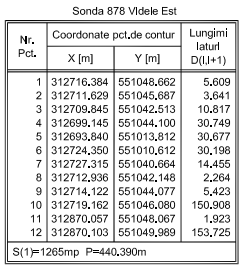 Sonda 878 VIdele Est
Nr. Pct. Coordonate pct.de contur Lungimi laturI D(I,I+1)
X [m] Y [m]
1 312716.384 551048.662 5.609
2 312711.629 551045.687 3.641
3 312709.845 551042.513 10.817
4 312699.145 551044.100 30.749
5 312693.840 551013.812 30.677
6 312724.350 551010.612 30.198
7 312727.315 551040.664 14.455
8 312712.936 551042.148 2.264
9 312714.122 551044.077 5.423
10 312719.162 551046.080 150.908
11 312870.057 551048.067 1.923
12 312870.103 551049.989 153.725
S(1)=1265mp P=440.390m